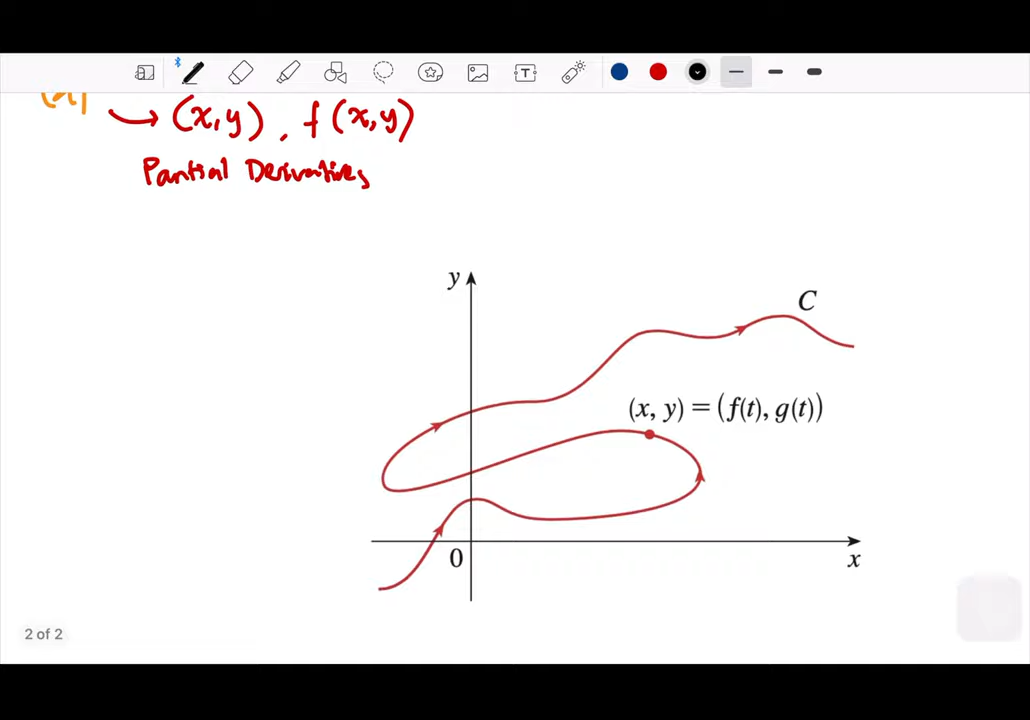 T
(x,y) , f(x,y)
Partial Derivatives
y
C
(x, y) = (f(t), g(t))
0
x
2 of 2